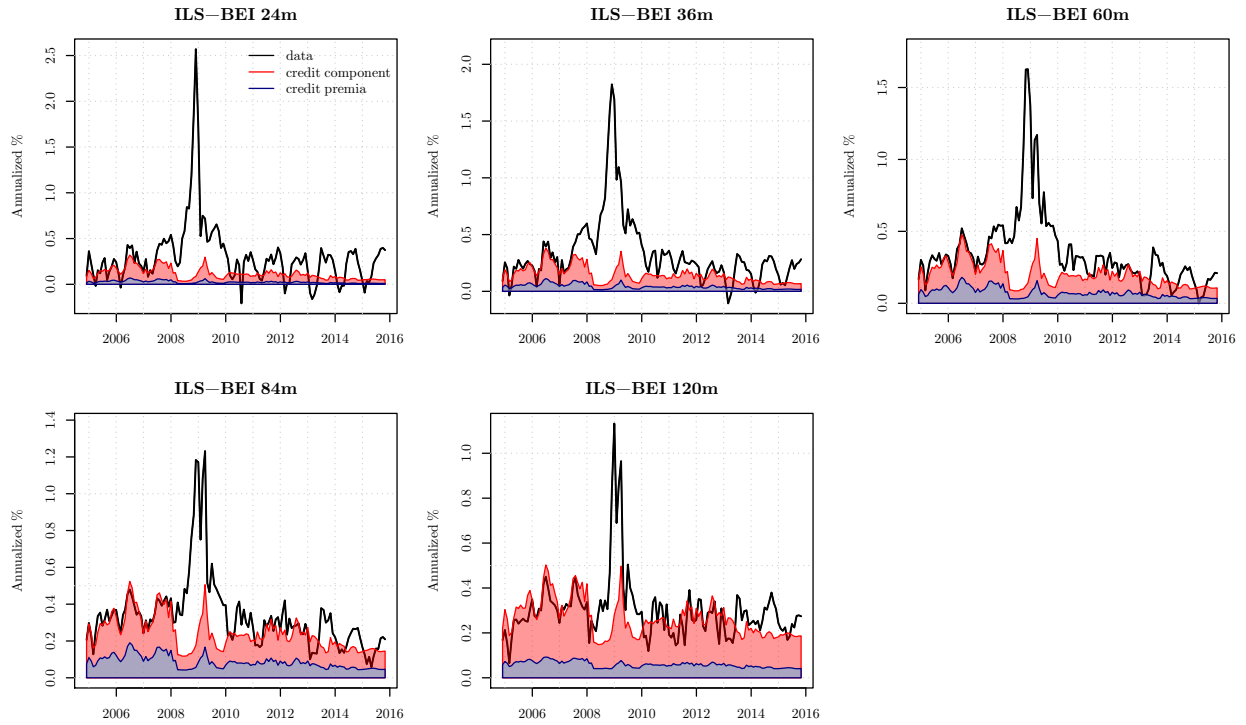 ILS−BEI 24m
Annualized %
0.0 0.5 1.0 1.5 2.0 2.5
data
credit component
credit premia
2006 2008 2010 2012 2014 2016
ILS−BEI 36m
Annualized %
0.0 0.5 1.0 1.5 2.0
2006 2008 2010 2012 2014 2016
ILS−BEI 60m
Annualized %
0.0 0.5 1.0 1.5
2006 2008 2010 2012 2014 2016
ILS−BEI 84m
Annualized %
0.0 0.2 0.4 0.6 0.8 1.0 1.2 1.4
2006 2008 2010 2012 2014 2016
ILS−BEI 120m
Annualized %
0.0 0.2 0.4 0.6 0.8 1.0
2006 2008 2010 2012 2014 2016